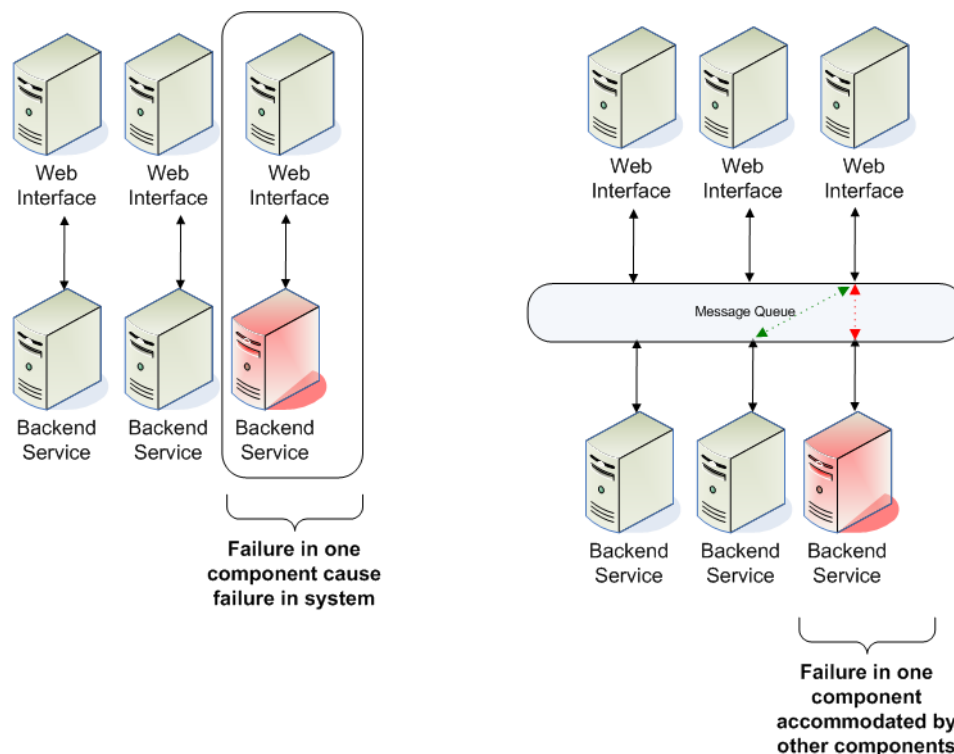 Web
Interface
Web
Interface
Web
Interface
Backend
Service
Backend
Service
Backend
Service
Failure in one
component cause
failure in system
Web
Interface
Web
Interface
Web
Interface
Message Queue
Backend
Service
Backend
Service
Backend
Service
Failure in one
component
accommodated by
other components